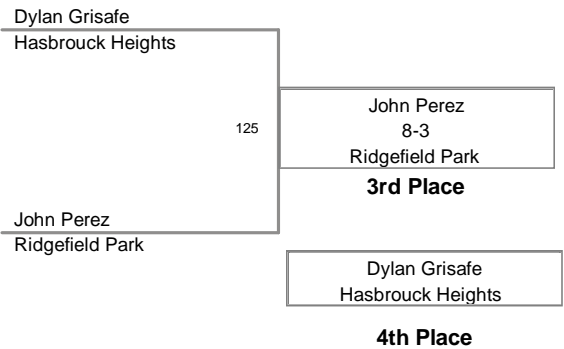 Dylan Grisafe
Hasbrouck Heights
125
John Perez
8-3
Ridgefield Park
3rd Place
John Perez
Ridgefield Park
Dylan Grisafe
Hasbrouck Heights
4th Place